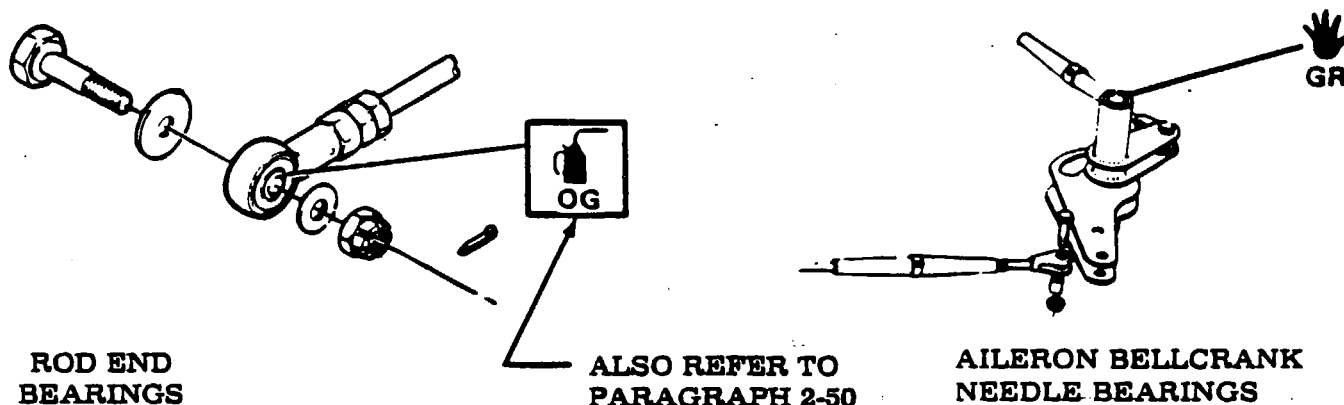 GR
OG
ROD END
BEARINGS
ALSO REFER TO
PARAGRAPH 2-50
AILERON BELLCRANK
NEEDLE BEARINGS